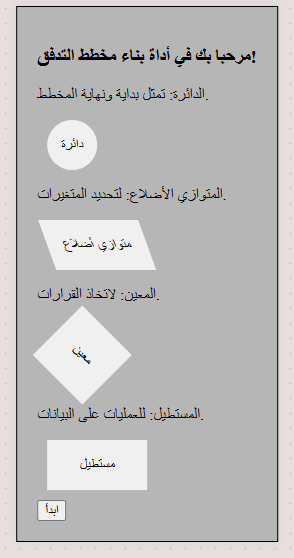 مرحبا بك في أداة بناء مخطط التدفق!
الدائرة: تمثل بداية ونهاية المخطط.
دائرة
المتوازي الأضلاع: لتحديد المتغيرات.
متوازي أضلاع
المعين: لاتخاذ القرارات.
معين
المستطيل: للعمليات على البيانات.
مستطيل
ابدأ